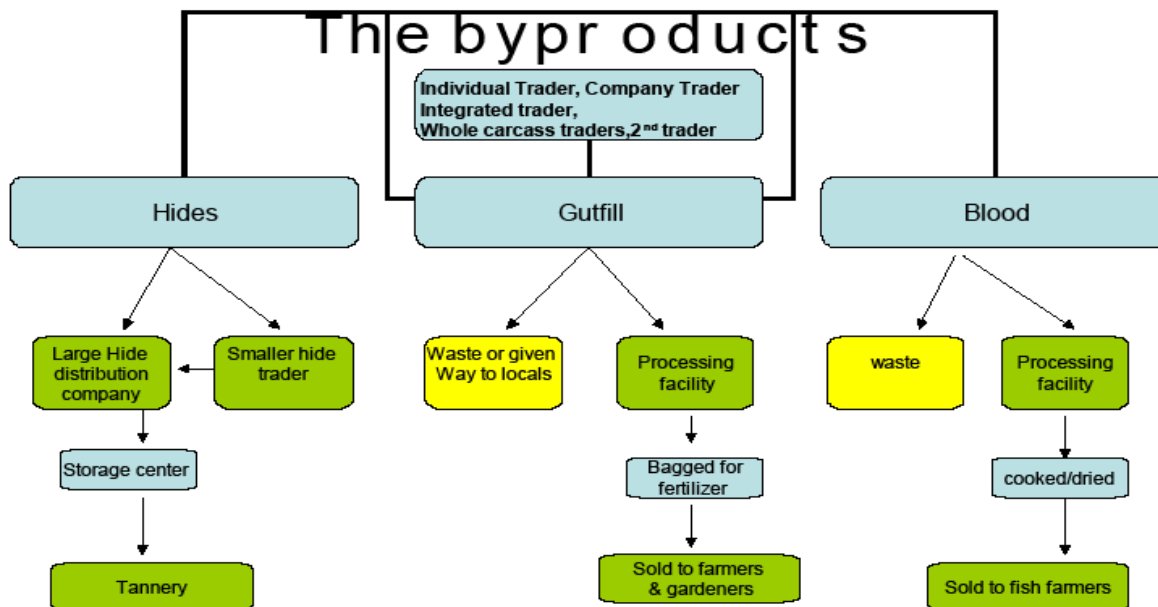 The byproducts
Individual Trader, Company Trader
Integrated trader,
Whole carcass traders,2nd trader
Hides
Gutfill
Blood
Large Hide
distribution
company
Smaller hide
trader
Waste or given
Way to locals
Processing
facility
waste
Processing
facility
Storage center
Bagged for
fertilizer
cooked/dried
Tannery
Sold to farmers
& gardeners
Sold to fish farmers